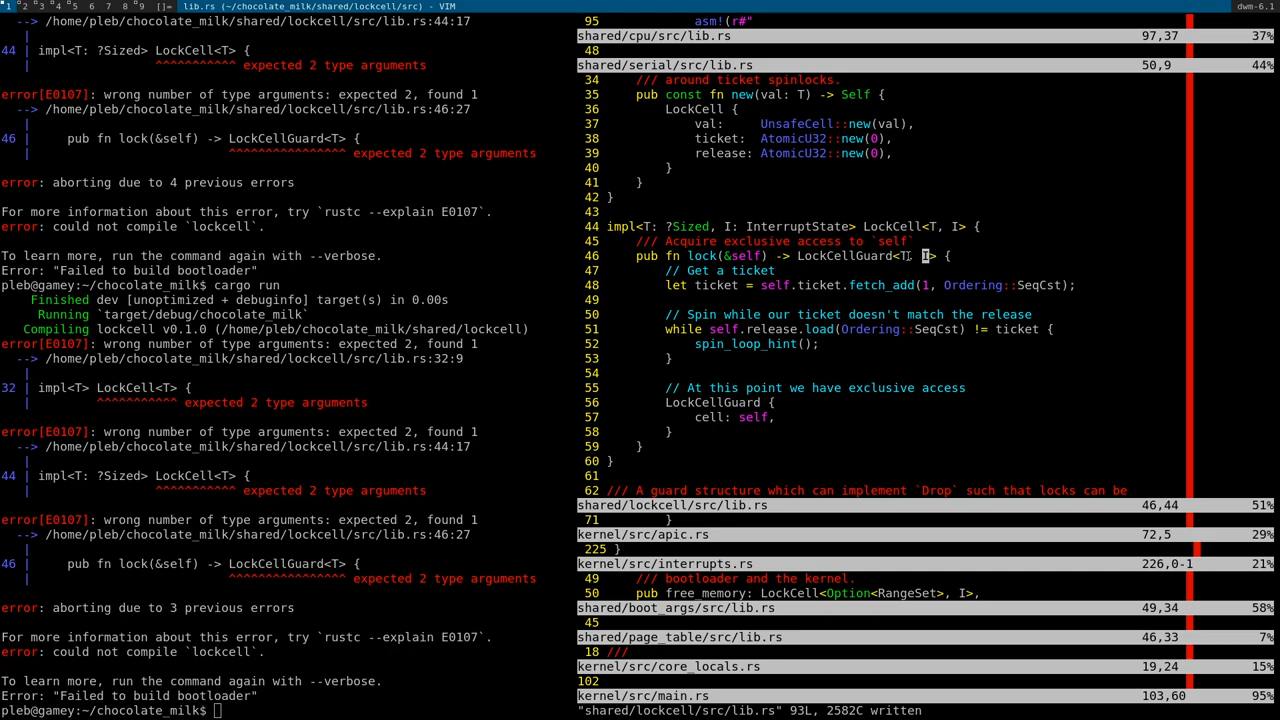 1 2 3 4 5 6 7 8 9 []= lib.rs (~/chocolate_milk/shared/lockcell/src) - VIM dwm-6.1
--> /home/pleb/chocolate_milk/shared/lockcell/src/lib.rs:44:17
|
44 | impl<T: ?Sized> LockCell<T> {
| ^^^^^^^^^^^ expected 2 type arguments
error[E0107]: wrong number of type arguments: expected 2, found 1
--> /home/pleb/chocolate_milk/shared/lockcell/src/lib.rs:46:27
|
46 | pub fn lock(&self) -> LockCellGuard<T> {
| ^^^^^^^^^^^^^^^^ expected 2 type arguments
error: aborting due to 4 previous errors
For more information about this error, try `rustc --explain E0107`.
error: could not compile `lockcell`.
To learn more, run the command again with --verbose.
Error: "Failed to build bootloader"
pleb@gamey:~/chocolate_milk$ cargo run
Finished dev [unoptimized + debuginfo] target(s) in 0.00s
Running `target/debug/chocolate_milk`
Compiling lockcell v0.1.0 (/home/pleb/chocolate_milk/shared/lockcell)
error[E0107]: wrong number of type arguments: expected 2, found 1
--> /home/pleb/chocolate_milk/shared/lockcell/src/lib.rs:32:9
|
32 | impl<T> LockCell<T> {
| ^^^^^^^^^^^ expected 2 type arguments
error[E0107]: wrong number of type arguments: expected 2, found 1
--> /home/pleb/chocolate_milk/shared/lockcell/src/lib.rs:44:17
|
44 | impl<T: ?Sized> LockCell<T> {
| ^^^^^^^^^^^ expected 2 type arguments
error[E0107]: wrong number of type arguments: expected 2, found 1
--> /home/pleb/chocolate_milk/shared/lockcell/src/lib.rs:46:27
|
46 | pub fn lock(&self) -> LockCellGuard<T> {
| ^^^^^^^^^^^^^^^^ expected 2 type arguments
error: aborting due to 3 previous errors
For more information about this error, try `rustc --explain E0107`.
error: could not compile `lockcell`.
To learn more, run the command again with --verbose.
Error: "Failed to build bootloader"
pleb@gamey:~/chocolate_milk$
95 asm!(r#"
shared/cpu/src/lib.rs 97,37 37%
48
shared/serial/src/lib.rs 50,9 44%
34 /// around ticket spinlocks.
35 pub const fn new(val: T) -> Self {
36 LockCell {
37 val: UnsafeCell::new(val),
38 ticket: AtomicU32::new(0),
39 release: AtomicU32::new(0),
40 }
41 }
42 }
43
44 impl<T: ?Sized, I: InterruptState> LockCell<T, I> {
45 /// Acquire exclusive access to `self`
46 pub fn lock(&self) -> LockCellGuard<T, I> {
47 // Get a ticket
48 let ticket = self.ticket.fetch_add(1, Ordering::SeqCst);
49
50 // Spin while our ticket doesn't match the release
51 while self.release.load(Ordering::SeqCst) != ticket {
52 spin_loop_hint();
53 }
54
55 // At this point we have exclusive access
56 LockCellGuard {
57 cell: self,
58 }
59 }
60 }
61
62 /// A guard structure which can implement `Drop` such that locks can be
shared/lockcell/src/lib.rs 46,44 51%
71 }
kernel/src/apic.rs 72,5 29%
225 }
kernel/src/interrupts.rs 226,0-1 21%
49 /// bootloader and the kernel.
50 pub free_memory: LockCell<Option<RangeSet>, I>,
shared/boot_args/src/lib.rs 49,34 58%
45
shared/page_table/src/lib.rs 46,33 7%
18 ///
kernel/src/core_locals.rs 19,24 15%
102
kernel/src/main.rs 103,60 95%
"shared/lockcell/src/lib.rs" 93L, 2582C written